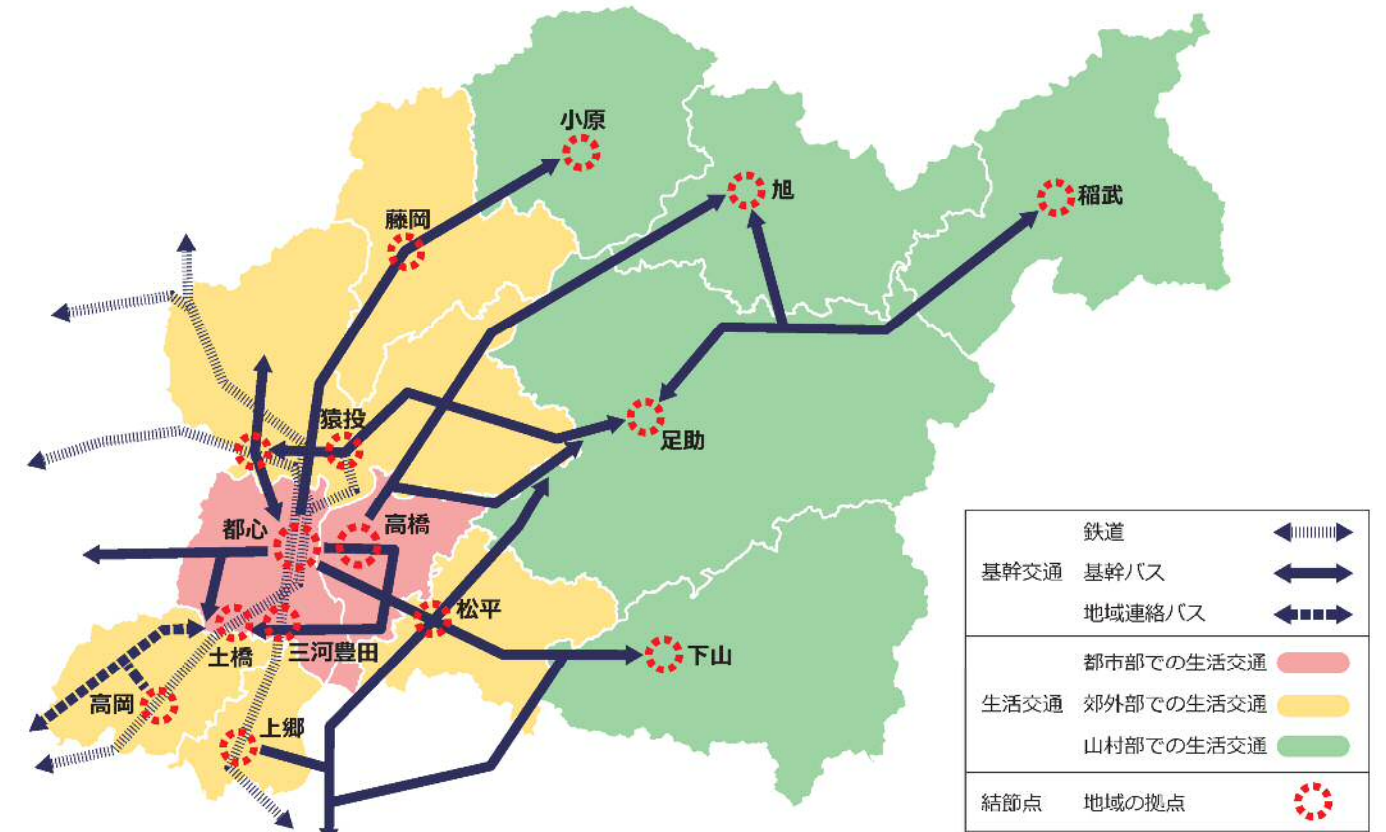 小原
旭
稲武
藤岡
猿投
足助
都心
高橋
松平
土橋
三河豊田
下山
高岡
上郷
鉄道
基幹交通 基幹バス
地域連絡バス
都市部での生活交通
生活交通 郊外部での生活交通
山村部での生活交通
結節点 地域の拠点